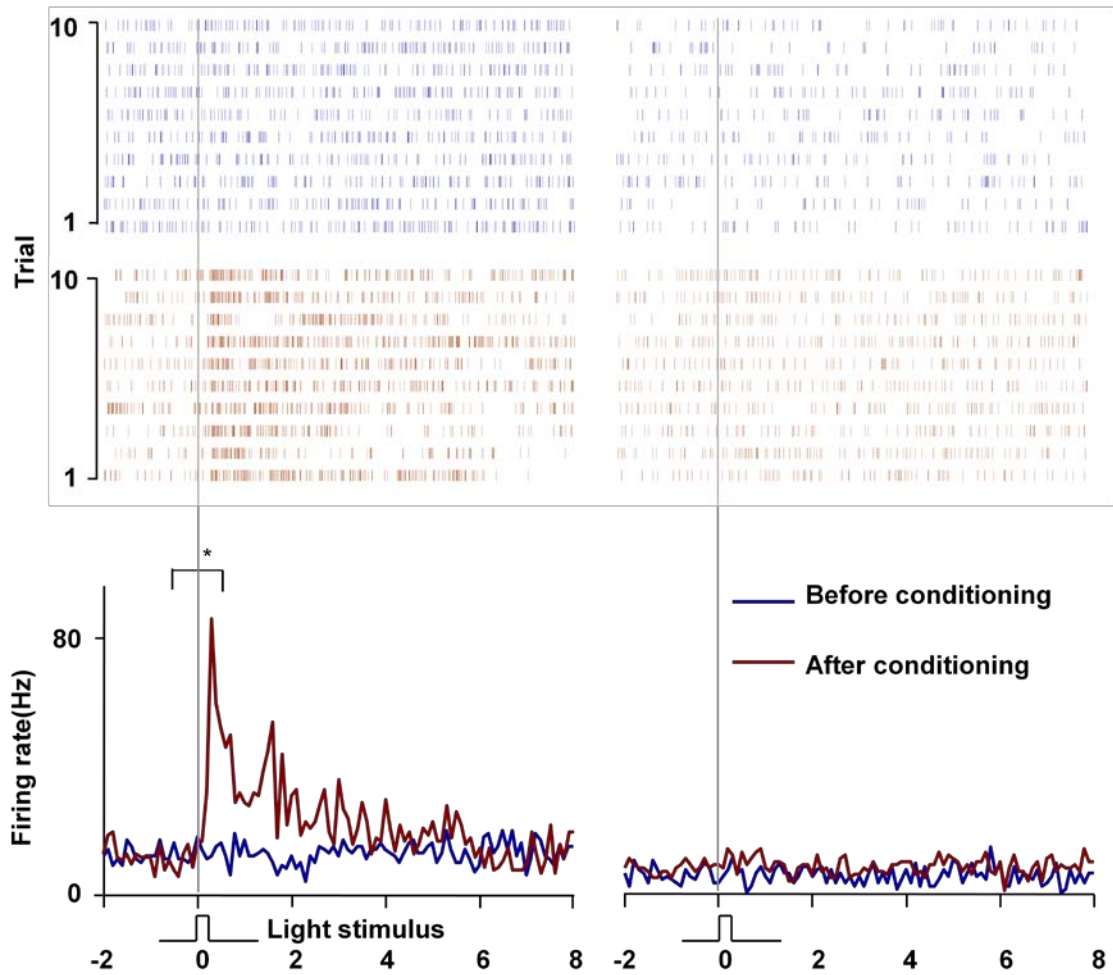 10
1
Trial
10
1
*
Before conditioning
After conditioning
80
Firing rate(Hz)
0
Light stimulus
-2 0 2 4 6 8 -2 0 2 4 6 8